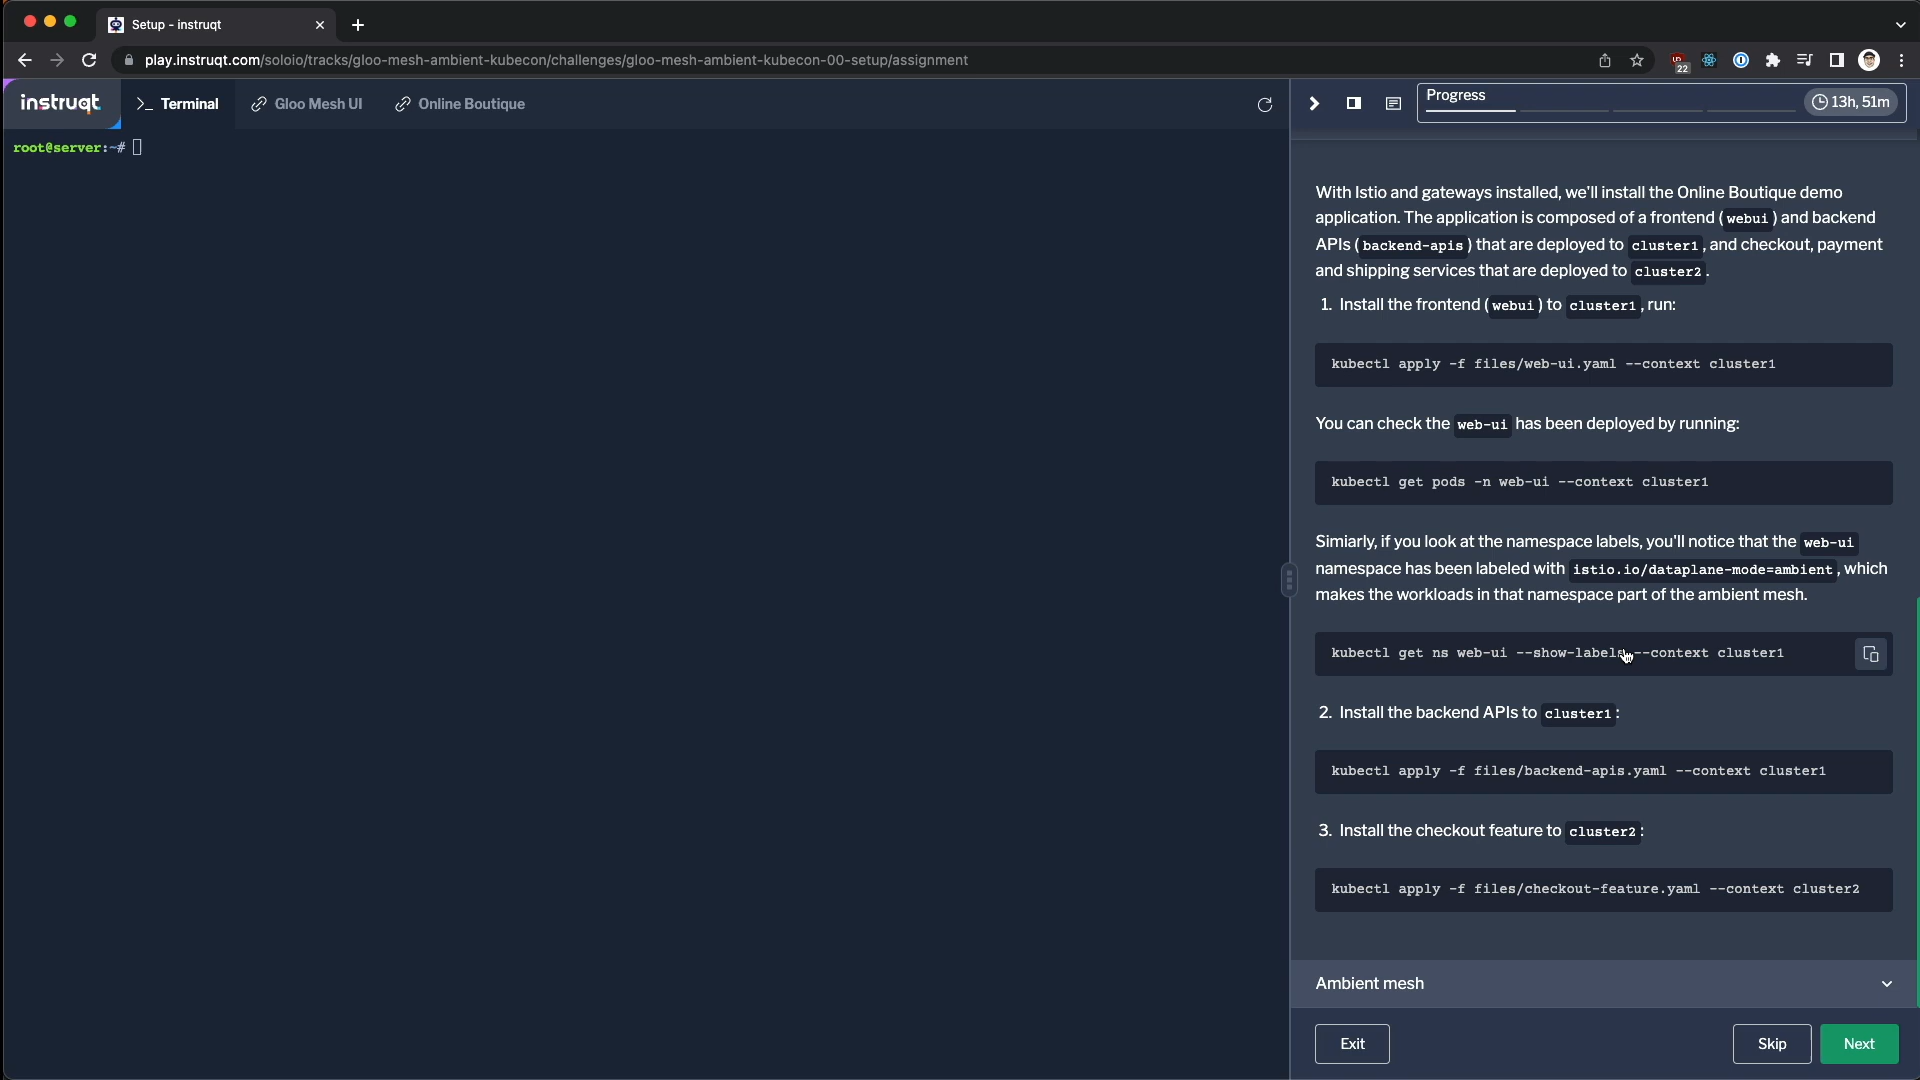 Setup - instruqt
play.instruqt.com/soloio/tracks/gloo-mesh-ambient-kubecon/challenges/gloo-mesh-ambient-kubecon-00-setup/assignment
22
instruqt
>_ Terminal
Gloo Mesh UI
Online Boutique
Progress
13h, 51m
root@server:~#
With Istio and gateways installed, we'll install the Online Boutique demo
application. The application is composed of a frontend ( webui ) and backend
APIs ( backend-apis ) that are deployed to cluster1 , and checkout, payment
and shipping services that are deployed to cluster2 .
1. Install the frontend ( webui ) to cluster1 , run:
kubectl apply -f files/web-ui.yaml --context cluster1
You can check the web-ui has been deployed by running:
kubectl get pods -n web-ui --context cluster1
Simiarly, if you look at the namespace labels, you'll notice that the web-ui
namespace has been labeled with istio.io/dataplane-mode=ambient , which
makes the workloads in that namespace part of the ambient mesh.
kubectl get ns web-ui --show-labels --context cluster1
2. Install the backend APIs to cluster1 :
kubectl apply -f files/backend-apis.yaml --context cluster1
3. Install the checkout feature to cluster2 :
kubectl apply -f files/checkout-feature.yaml --context cluster2
Ambient mesh
Exit
Skip
Next